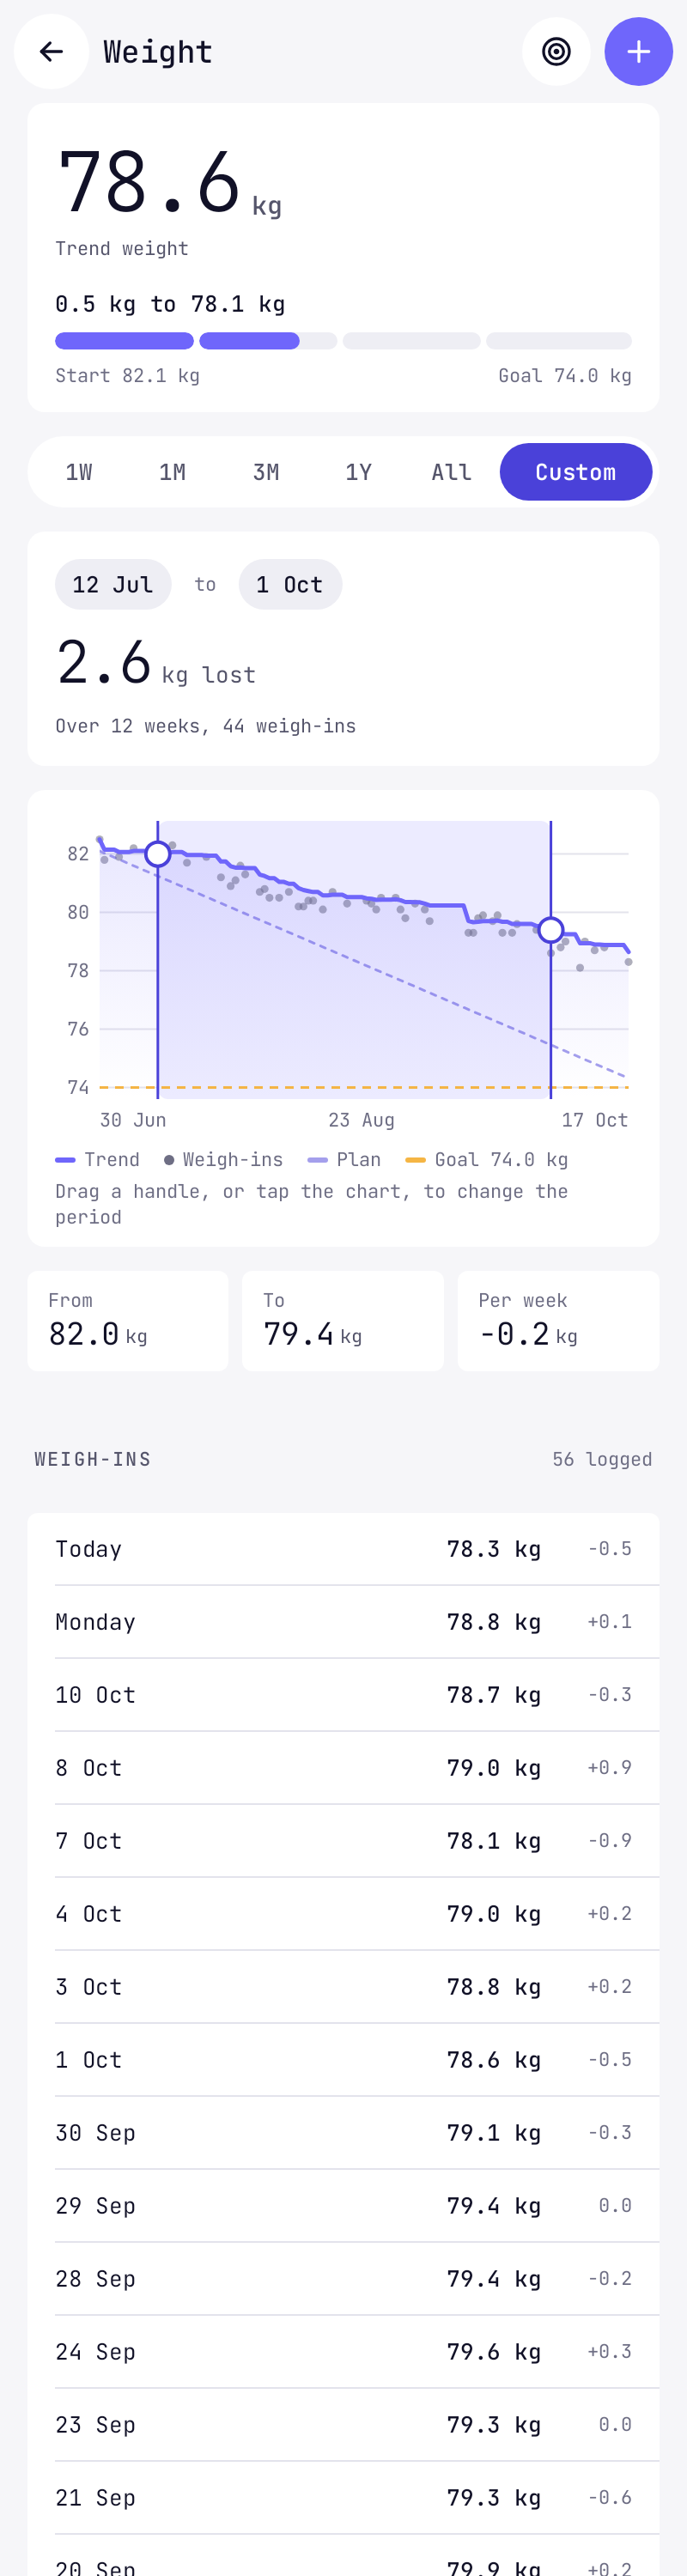 Weight
78.6 kg
Trend weight
0.5 kg to 78.1 kg
Start 82.1 kg Goal 74.0 kg
1W 1M 3M 1Y All Custom
12 Jul to 1 Oct
2.6 kg lost
Over 12 weeks, 44 weigh-ins
82
80
78
76
74
30 Jun 23 Aug 17 Oct
Trend Weigh-ins Plan Goal 74.0 kg
Drag a handle, or tap the chart, to change the
period
From To Per week
82.0 kg 79.4 kg -0.2 kg
WEIGH-INS 56 logged
Today 78.3 kg -0.5
Monday 78.8 kg +0.1
10 Oct 78.7 kg -0.3
8 Oct 79.0 kg +0.9
7 Oct 78.1 kg -0.9
4 Oct 79.0 kg +0.2
3 Oct 78.8 kg +0.2
1 Oct 78.6 kg -0.5
30 Sep 79.1 kg -0.3
29 Sep 79.4 kg 0.0
28 Sep 79.4 kg -0.2
24 Sep 79.6 kg +0.3
23 Sep 79.3 kg 0.0
21 Sep 79.3 kg -0.6
20 Sep 79.9 kg +0.2